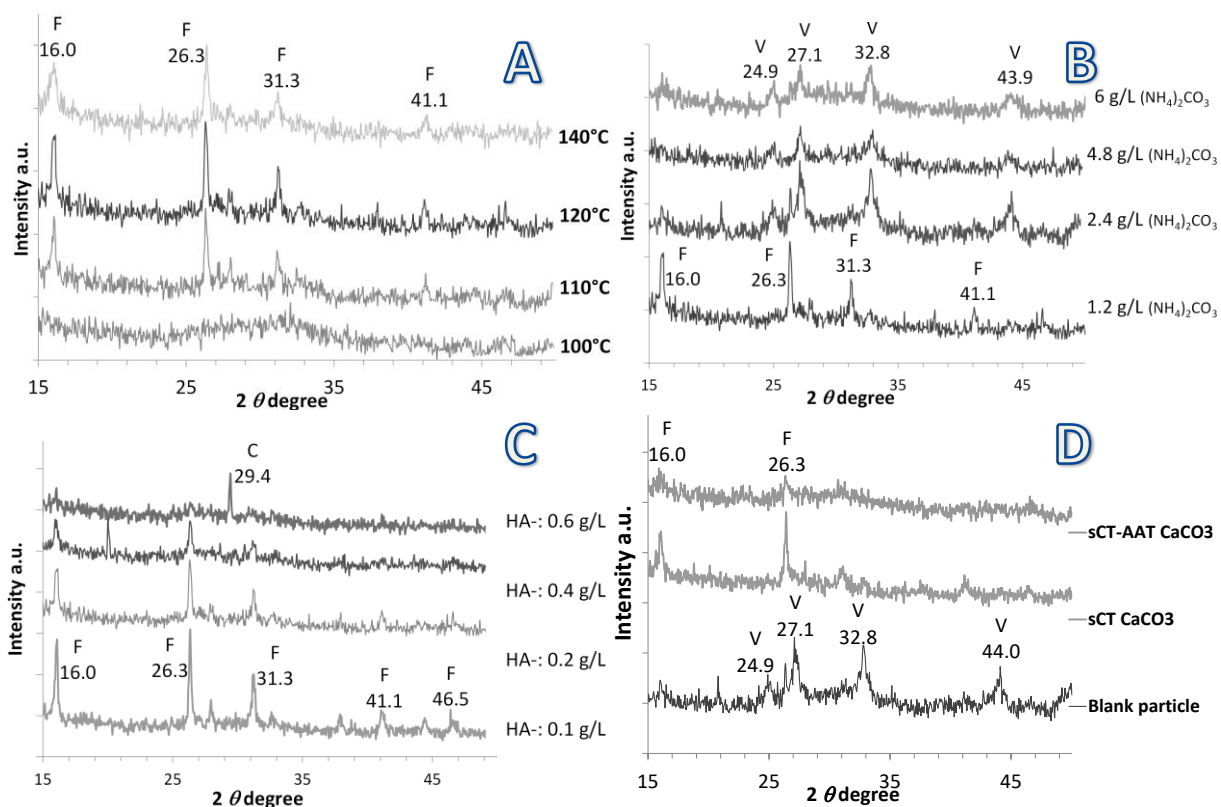 A
F
16.0
F
26.3
F
31.3
F
41.1
140°C
120°C
110°C
100°C
Intensity a.u.
15
25
35
45
2 θ degree
B
V
24.9
V
27.1
V
32.8
V
43.9
6 g/L (NH4)2CO3
4.8 g/L (NH4)2CO3
2.4 g/L (NH4)2CO3
F
16.0
F
26.3
F
31.3
F
41.1
1.2 g/L (NH4)2CO3
Intensity a.u.
15
25
35
45
2 θ degree
C
C
29.4
HA-: 0.6 g/L
HA-: 0.4 g/L
HA-: 0.2 g/L
F
16.0
F
26.3
F
31.3
F
41.1
F
46.5
HA-: 0.1 g/L
Intensity a.u.
15
25
35
45
2 θ degree
D
F
16.0
F
26.3
sCT-AAT CaCO3
sCT CaCO3
V
24.9
V
27.1
V
32.8
V
44.0
Blank particle
Intensity a.u.
15
25
35
45
2 θ degree